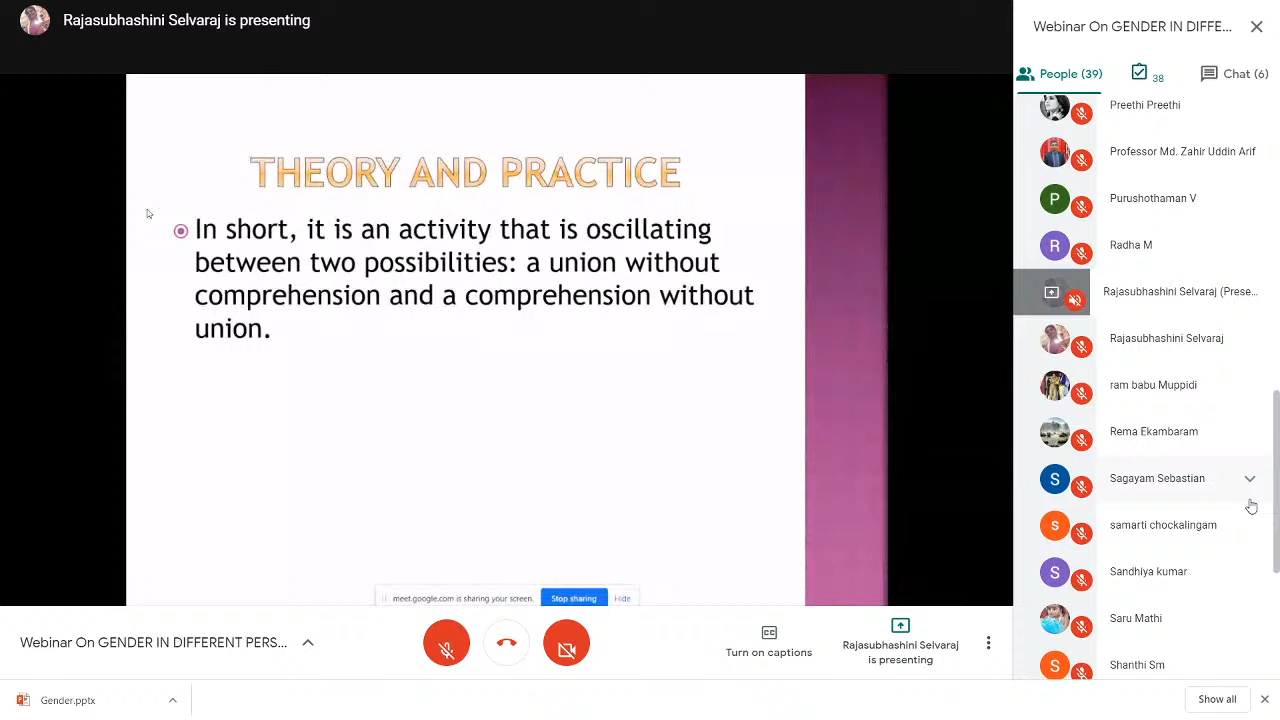 Rajasubhashini Selvaraj is presenting
THEORY AND PRACTICE
In short, it is an activity that is oscillating
between two possibilities: a union without
comprehension and a comprehension without
union.
meet.google.com is sharing your screen.
Stop sharing
Hide
Webinar On GENDER IN DIFFERENT PERS...
Turn on captions
Rajasubhashini Selvaraj
is presenting
Gender.pptx
Webinar On GENDER IN DIFFE...
People (39)
38
Chat (6)
Preethi Preethi
Professor Md. Zahir Uddin Arif
P
Purushothaman V
R
Radha M
Rajasubhashini Selvaraj (Prese...
Rajasubhashini Selvaraj
ram babu Muppidi
Rema Ekambaram
S
Sagayam Sebastian
s
samarti chockalingam
S
Sandhiya kumar
Saru Mathi
S
Shanthi Sm
Show all